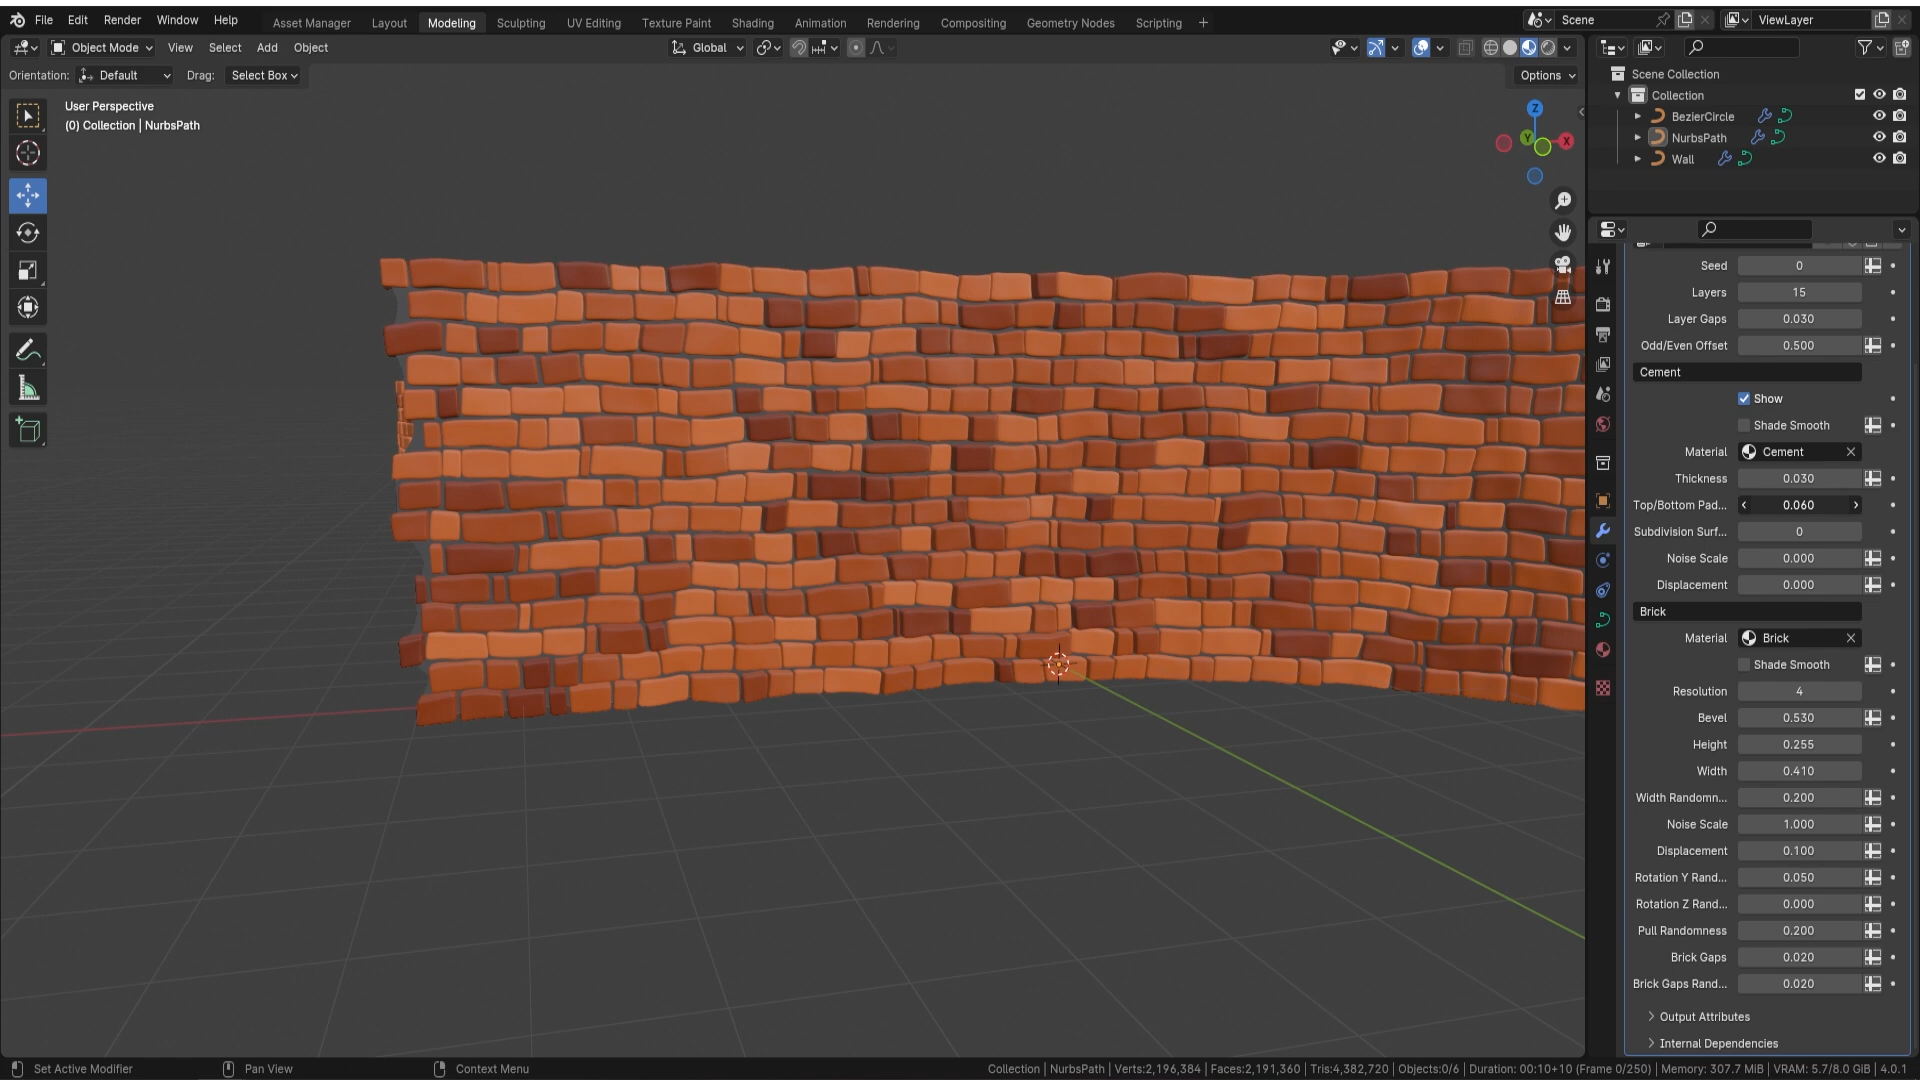 File Edit Render Window Help Asset Manager Layout Modeling Sculpting UV Editing Texture Paint Shading Animation Rendering Compositing Geometry Nodes Scripting + Scene ViewLayer
Object Mode View Select Add Object Global
Orientation: Default Drag: Select Box Options
User Perspective
(0) Collection | NurbsPath
Z
Y
X
Scene Collection
Collection
BezierCircle
NurbsPath
Wall
Seed 0
Layers 15
Layer Gaps 0.030
Odd/Even Offset 0.500
Cement
Show
Shade Smooth
Material Cement
Thickness 0.030
Top/Bottom Pad... 0.060
Subdivision Surf... 0
Noise Scale 0.000
Displacement 0.000
Brick
Material Brick
Shade Smooth
Resolution 4
Bevel 0.530
Height 0.255
Width 0.410
Width Randomn... 0.200
Noise Scale 1.000
Displacement 0.100
Rotation Y Rand... 0.050
Rotation Z Rand... 0.000
Pull Randomness 0.200
Brick Gaps 0.020
Brick Gaps Rand... 0.020
Output Attributes
Internal Dependencies
Set Active Modifier Pan View Context Menu Collection | NurbsPath | Verts:2,196,384 | Faces:2,191,360 | Tris:4,382,720 | Objects:0/6 | Duration: 00:10+10 (Frame 0/250) | Memory: 307.7 MiB | VRAM: 5.7/8.0 GiB | 4.0.1